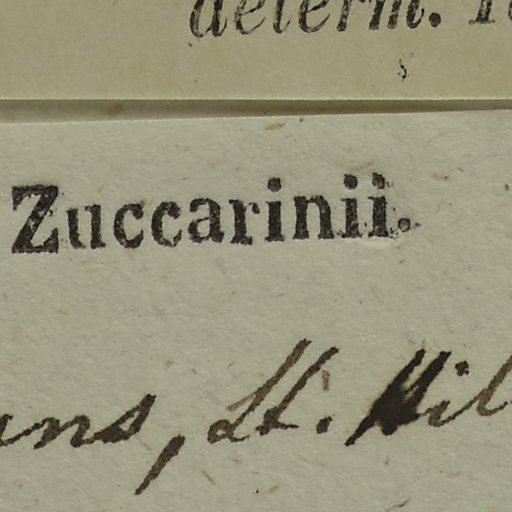 determ.
Zuccarinii.
ans, St. Hil